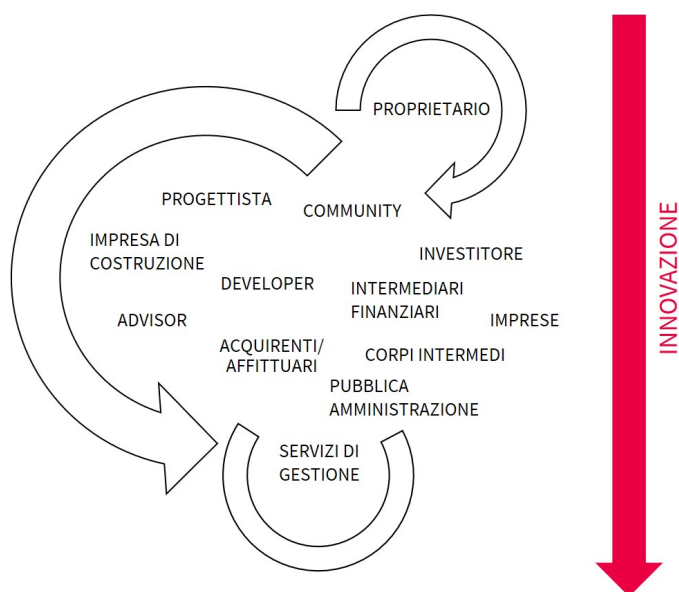 PROPRIETARIO
PROGETTISTA
COMMUNITY
IMPRESA DI
COSTRUZIONE
INVESTITORE
DEVELOPER
INTERMEDIARI
FINANZIARI
ADVISOR
IMPRESE
ACQUIRENTI/
AFFITTUARI
CORPI INTERMEDI
PUBBLICA
AMMINISTRAZIONE
SERVIZI DI
GESTIONE
INNOVAZIONE